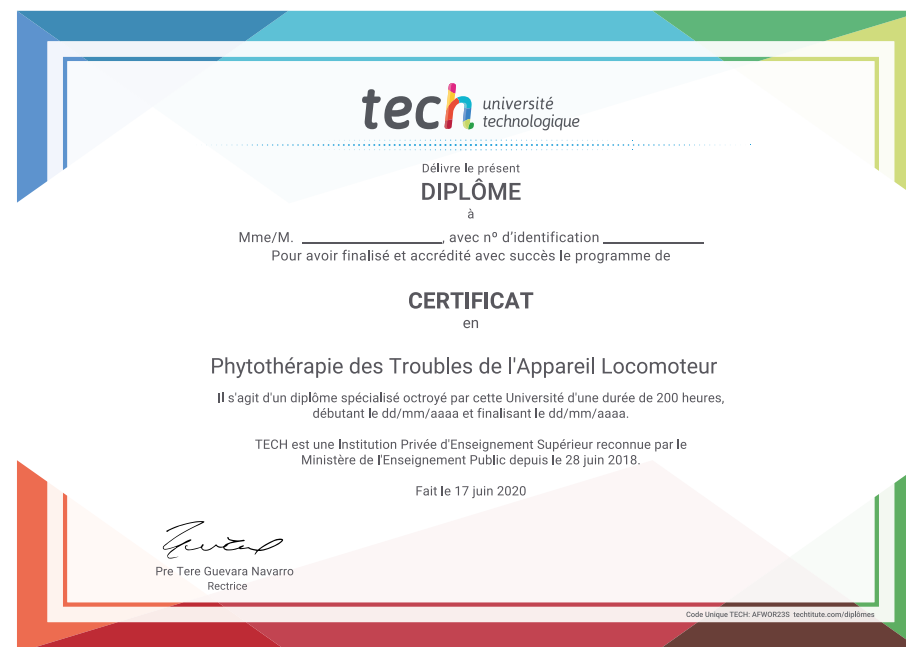 tech université
technologique
Délivre le présent
DIPLÔME
à
Mme/M. ____________________, avec nº d'identification ______________
Pour avoir finalisé et accrédité avec succès le programme de
CERTIFICAT
en
Phytothérapie des Troubles de l'Appareil Locomoteur
Il s'agit d'un diplôme spécialisé octroyé par cette Université d'une durée de 200 heures,
débutant le dd/mm/aaaa et finalisant le dd/mm/aaaa.
TECH est une Institution Privée d'Enseignement Supérieur reconnue par le
Ministère de l'Enseignement Public depuis le 28 juin 2018.
Fait le 17 juin 2020
Pre Tere Guevara Navarro
Rectrice
Code Unique TECH: AFWOR23S techtitute.com/diplômes